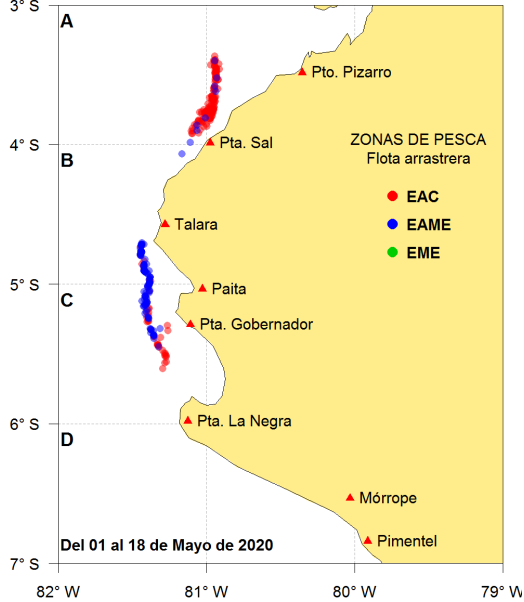 3° S
A
Pto. Pizarro
ZONAS DE PESCA
Flota arrastrera
4° S
Pta. Sal
B
EAC
Talara
EAME
EME
5° S
Paita
C
Pta. Gobernador
6° S
Pta. La Negra
D
Mórrope
Pimentel
Del 01 al 18 de Mayo de 2020
7° S
82° W
81° W
80° W
79° W